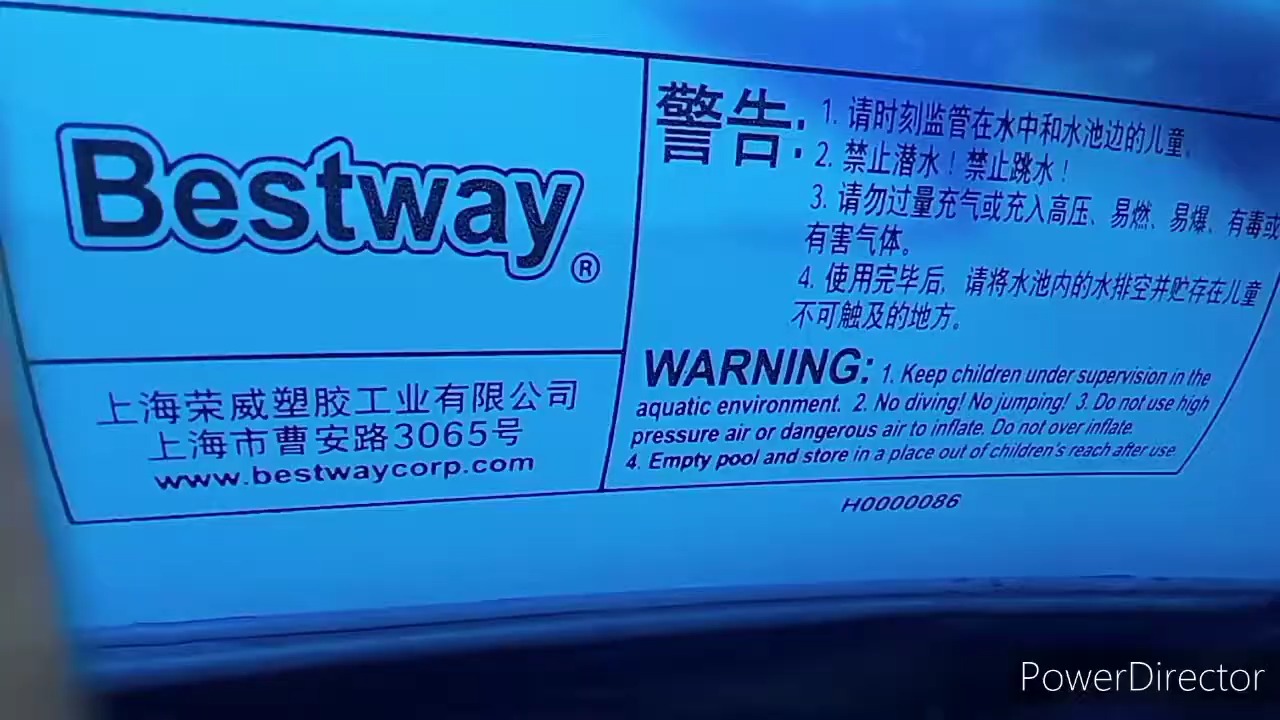 Bestway®
上海荣威塑胶工业有限公司
上海市曹安路3065号
www.bestwaycorp.com
警告: 1. 请时刻监管在水中和水池边的儿童。
2. 禁止潜水！禁止跳水！
3. 请勿过量充气或充入高压、易燃、易爆、有毒或
有害气体。
4. 使用完毕后, 请将水池内的水排空并贮存在儿童
不可触及的地方。
WARNING: 1. Keep children under supervision in the
aquatic environment. 2. No diving! No jumping! 3. Do not use high
pressure air or dangerous air to inflate. Do not over inflate.
4. Empty pool and store in a place out of children's reach after use
H0000086
PowerDirector